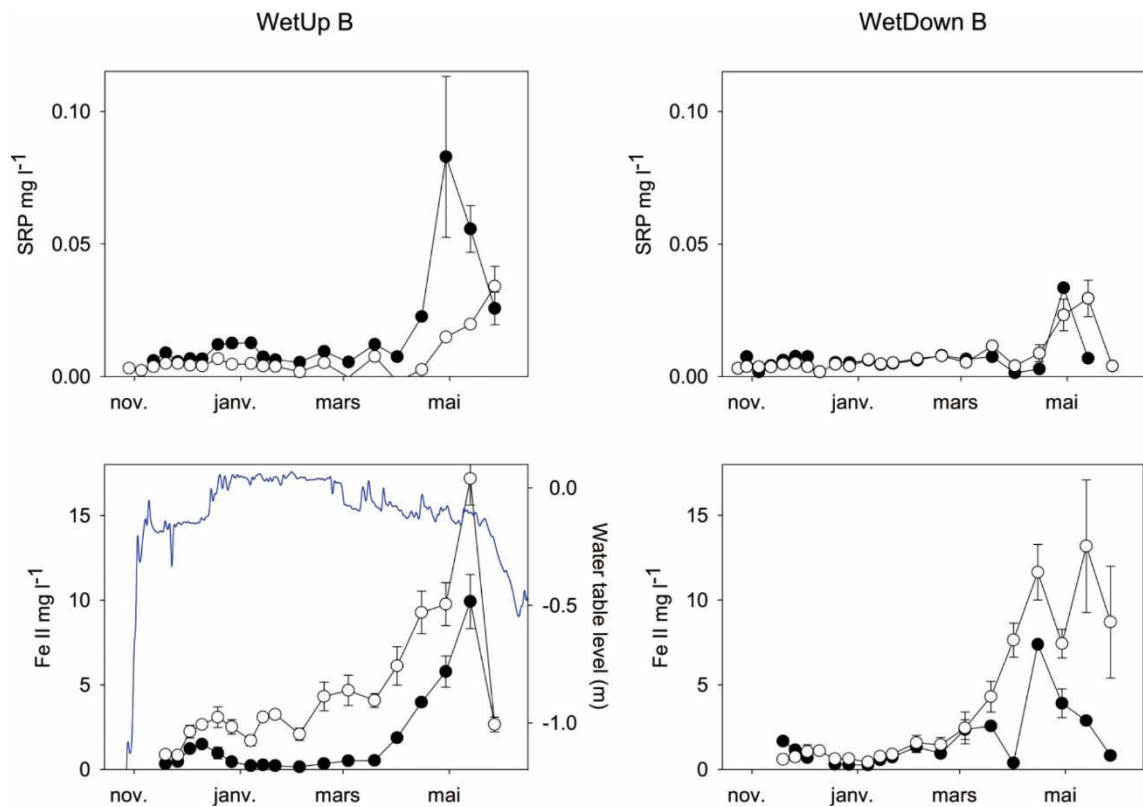 WetUp B
WetDown B
SRP mg l-1
0.10
0.05
0.00
nov.
janv.
mars
mai
SRP mg l-1
0.10
0.05
0.00
nov.
janv.
mars
mai
Fe II mg l-1
15
10
5
0
nov.
janv.
mars
mai
0.0
-0.5
-1.0
Water table level (m)
Fe II mg l-1
15
10
5
0
nov.
janv.
mars
mai